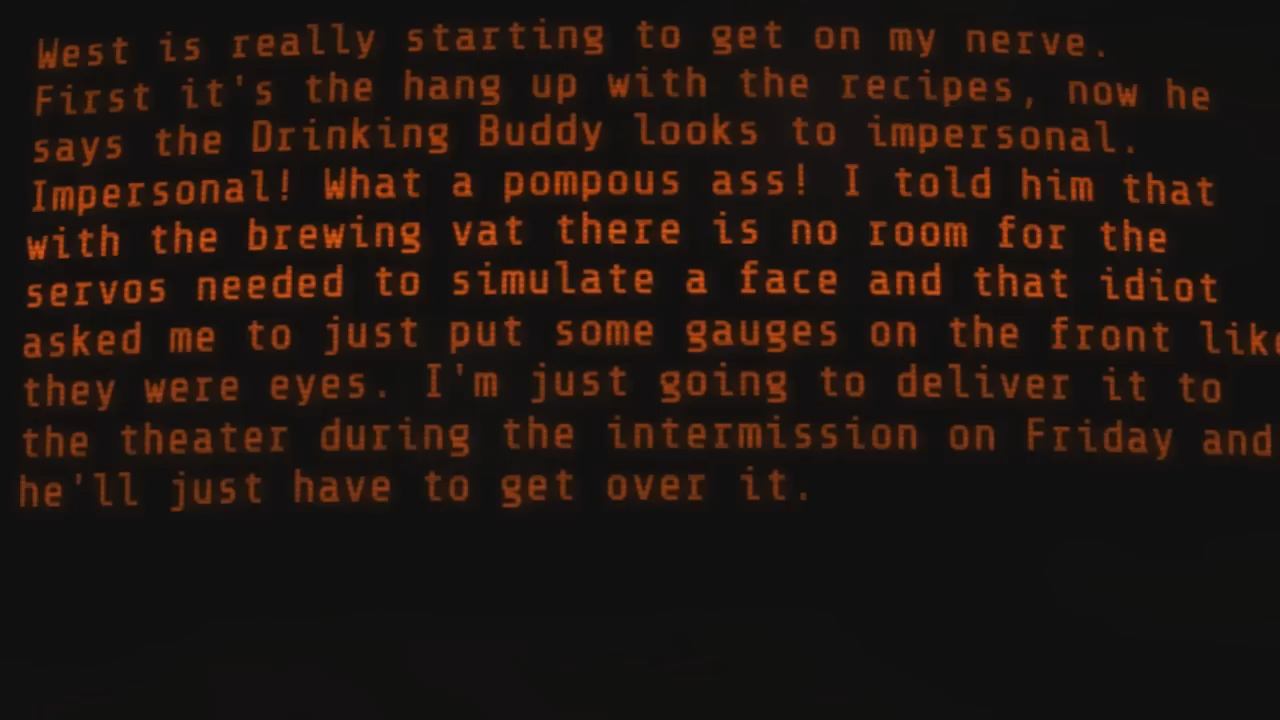 West is really starting to get on my nerve.
First it's the hang up with the recipes, now he
says the Drinking Buddy looks to impersonal.
Impersonal! What a pompous ass! I told him that
with the brewing vat there is no room for the
servos needed to simulate a face and that idiot
asked me to just put some gauges on the front like
they were eyes. I'm just going to deliver it to
the theater during the intermission on Friday and
he'll just have to get over it.